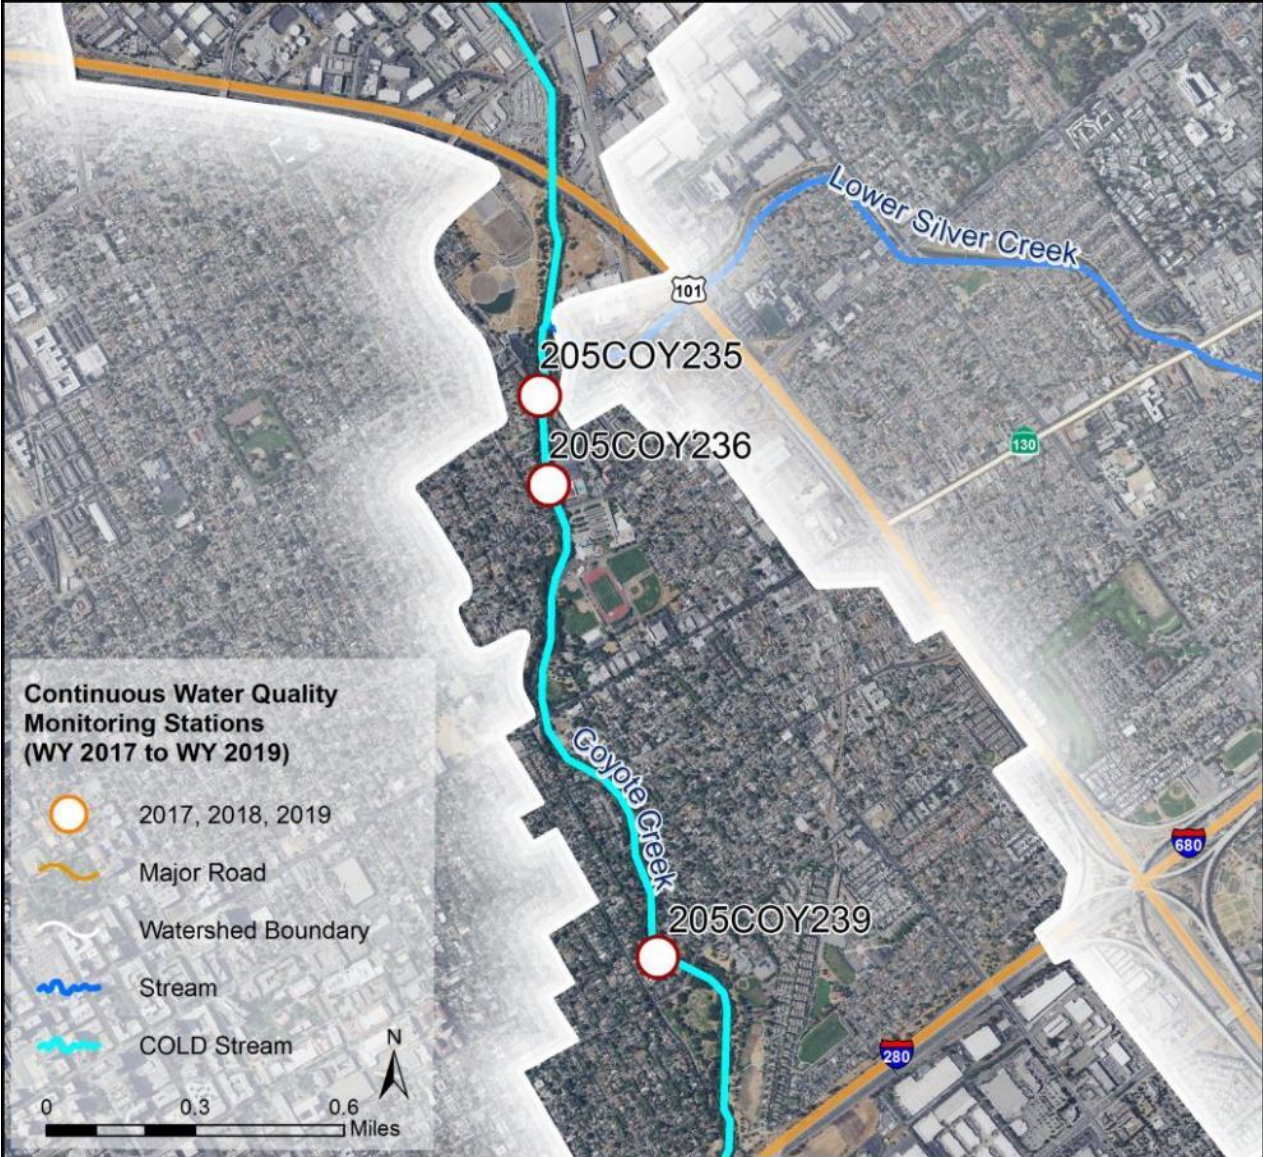 Lower Silver Creek
101
205COY235
130
205COY236
Continuous Water Quality
Monitoring Stations
(WY 2017 to WY 2019)
2017, 2018, 2019
Major Road
Watershed Boundary
Stream
COLD Stream
N
0 0.3 0.6
Miles
Coyote Creek
680
205COY239
280